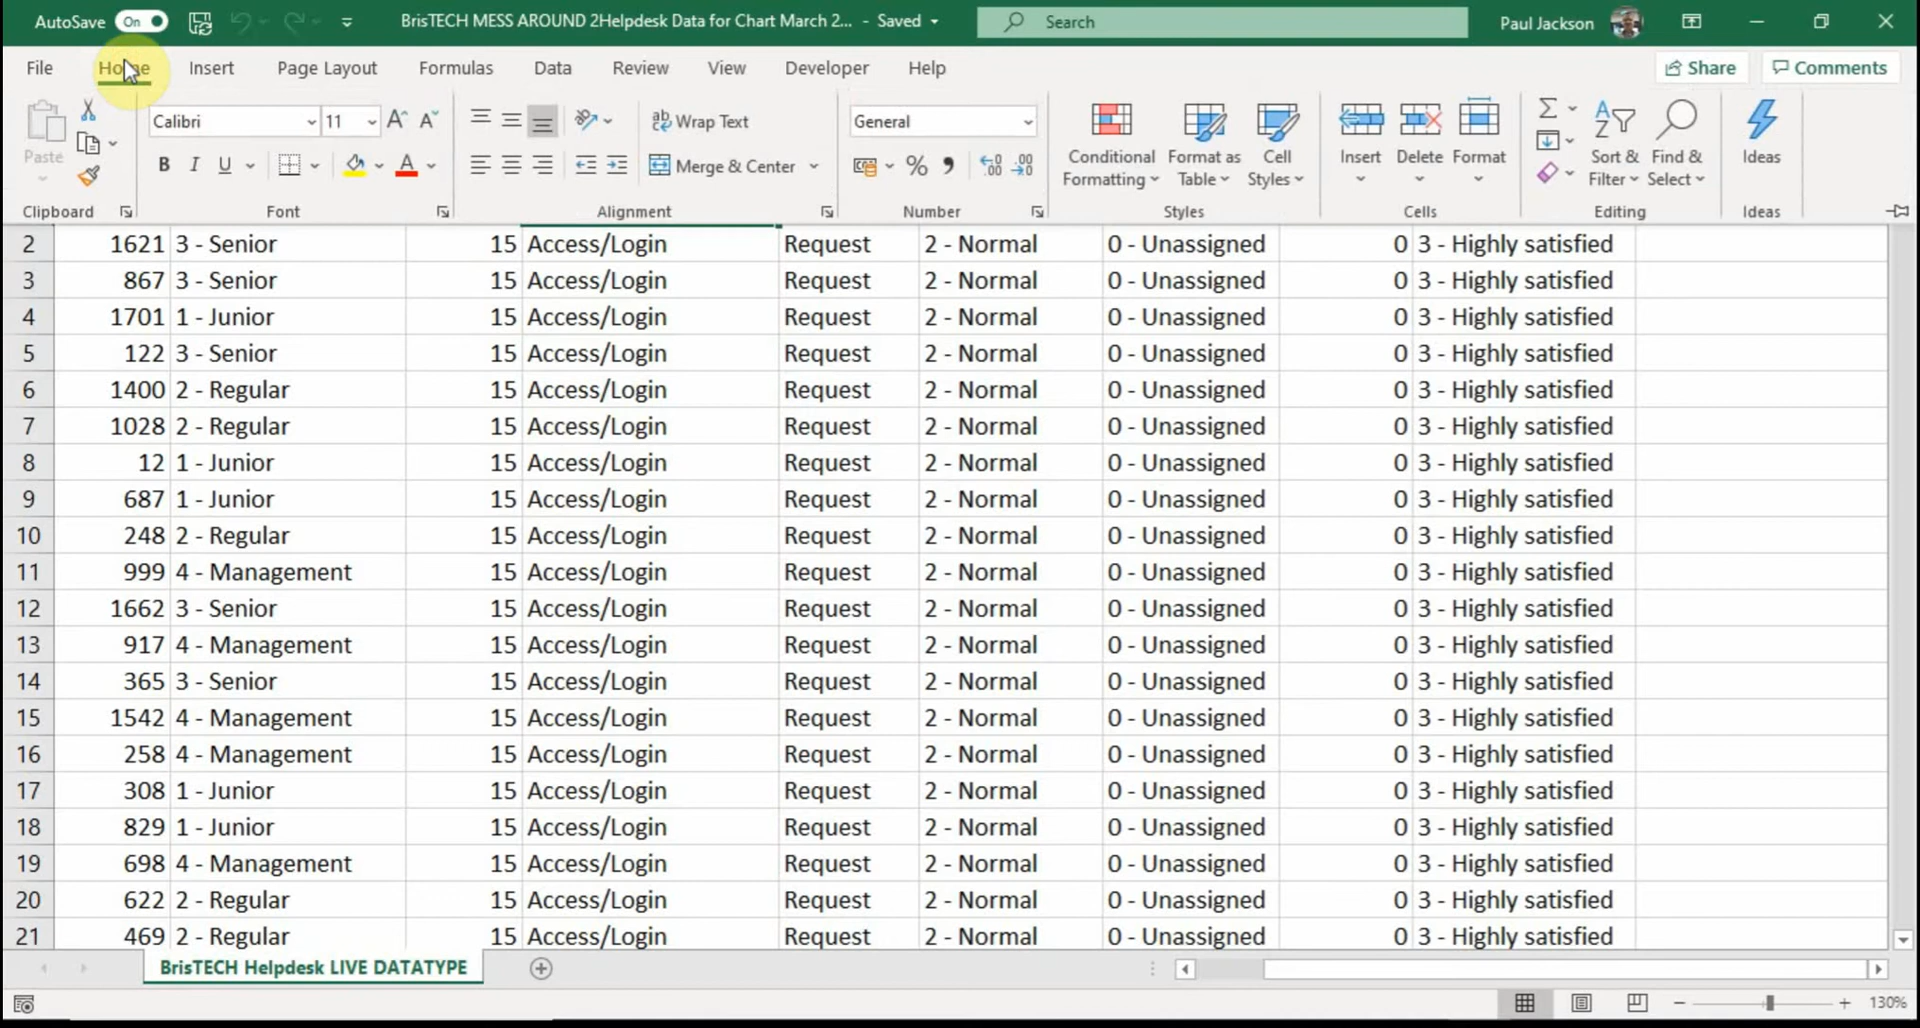 AutoSave On BrisTECH MESS AROUND 2Helpdesk Data for Chart March 2... - Saved Search Paul Jackson
File Home Insert Page Layout Formulas Data Review View Help Share Comments
Calibri 11 Wrap Text General
Paste B I U Merge & Center % Conditional Formatting Format as Table Cell Styles Insert Delete Format Sort & Filter Find & Select Ideas
Clipboard Font Alignment Number Styles Cells Editing Ideas
2 1621 3 - Senior 15 Access/Login Request 2 - Normal 0 - Unassigned 0 3 - Highly satisfied
3 867 3 - Senior 15 Access/Login Request 2 - Normal 0 - Unassigned 0 3 - Highly satisfied
4 1701 1 - Junior 15 Access/Login Request 2 - Normal 0 - Unassigned 0 3 - Highly satisfied
5 122 3 - Senior 15 Access/Login Request 2 - Normal 0 - Unassigned 0 3 - Highly satisfied
6 1400 2 - Regular 15 Access/Login Request 2 - Normal 0 - Unassigned 0 3 - Highly satisfied
7 1028 2 - Regular 15 Access/Login Request 2 - Normal 0 - Unassigned 0 3 - Highly satisfied
8 12 1 - Junior 15 Access/Login Request 2 - Normal 0 - Unassigned 0 3 - Highly satisfied
9 687 1 - Junior 15 Access/Login Request 2 - Normal 0 - Unassigned 0 3 - Highly satisfied
10 248 2 - Regular 15 Access/Login Request 2 - Normal 0 - Unassigned 0 3 - Highly satisfied
11 999 4 - Management 15 Access/Login Request 2 - Normal 0 - Unassigned 0 3 - Highly satisfied
12 1662 3 - Senior 15 Access/Login Request 2 - Normal 0 - Unassigned 0 3 - Highly satisfied
13 917 4 - Management 15 Access/Login Request 2 - Normal 0 - Unassigned 0 3 - Highly satisfied
14 365 3 - Senior 15 Access/Login Request 2 - Normal 0 - Unassigned 0 3 - Highly satisfied
15 1542 4 - Management 15 Access/Login Request 2 - Normal 0 - Unassigned 0 3 - Highly satisfied
16 258 4 - Management 15 Access/Login Request 2 - Normal 0 - Unassigned 0 3 - Highly satisfied
17 308 1 - Junior 15 Access/Login Request 2 - Normal 0 - Unassigned 0 3 - Highly satisfied
18 829 1 - Junior 15 Access/Login Request 2 - Normal 0 - Unassigned 0 3 - Highly satisfied
19 698 4 - Management 15 Access/Login Request 2 - Normal 0 - Unassigned 0 3 - Highly satisfied
20 622 2 - Regular 15 Access/Login Request 2 - Normal 0 - Unassigned 0 3 - Highly satisfied
21 469 2 - Regular 15 Access/Login Request 2 - Normal 0 - Unassigned 0 3 - Highly satisfied
BrisTECH Helpdesk LIVE DATATYPE
130%